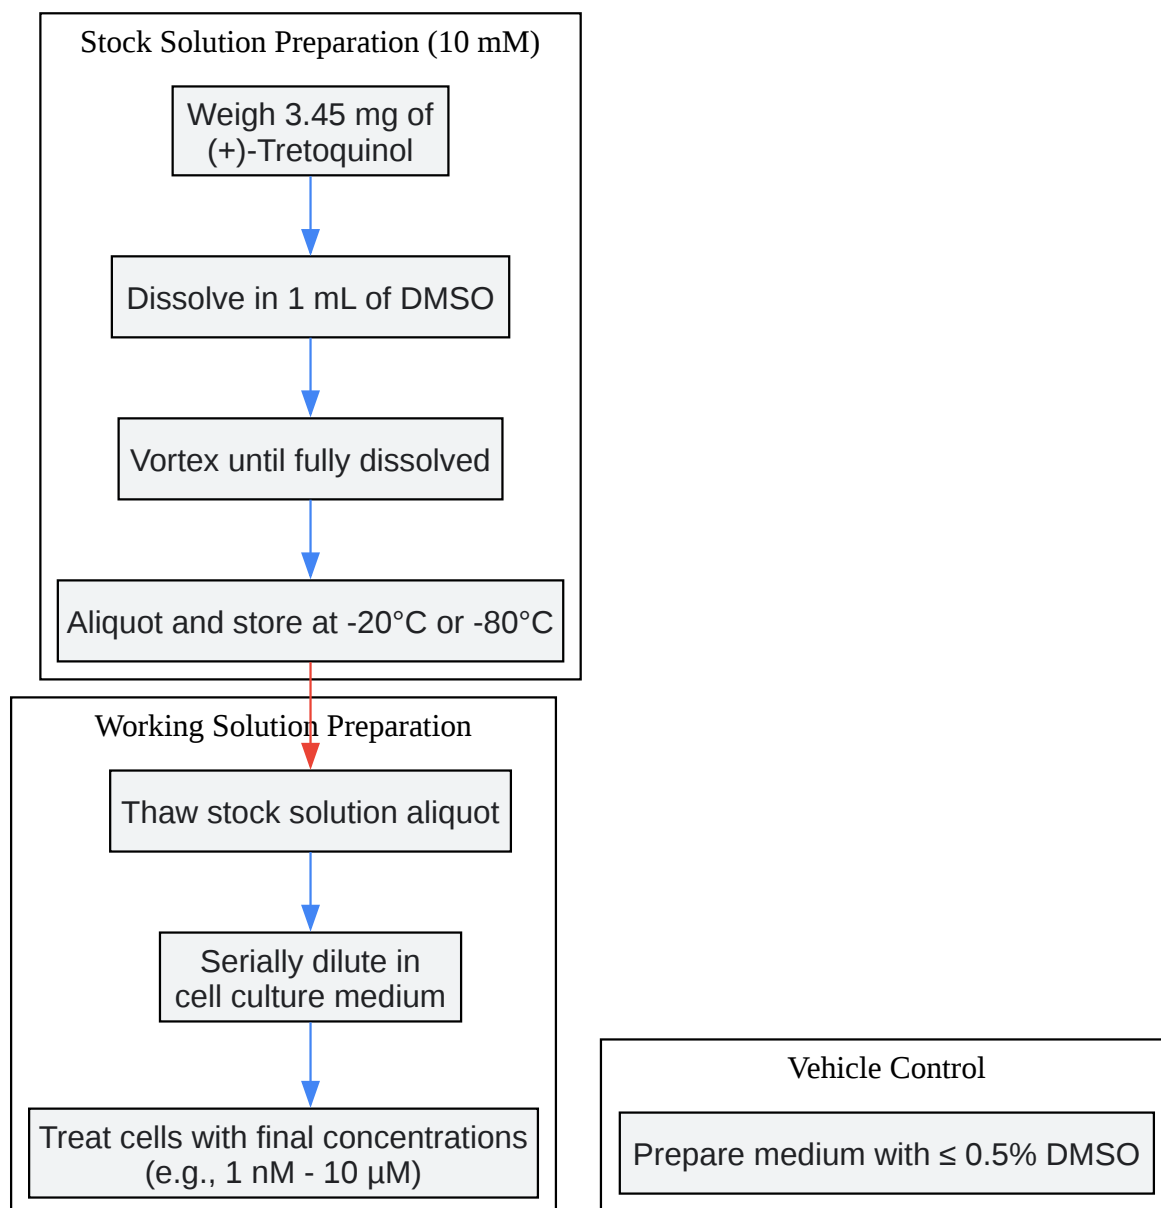 Stock Solution Preparation (10 mM)
Weigh 3.45 mg of
(+)-Tretoquinol
Dissolve in 1 mL of DMSO
Vortex until fully dissolved
Aliquot and store at -20°C or -80°C
Working Solution Preparation
Thaw stock solution aliquot
Serially dilute in
cell culture medium
Treat cells with final concentrations
(e.g., 1 nM - 10 µM)
Vehicle Control
Prepare medium with ≤ 0.5% DMSO